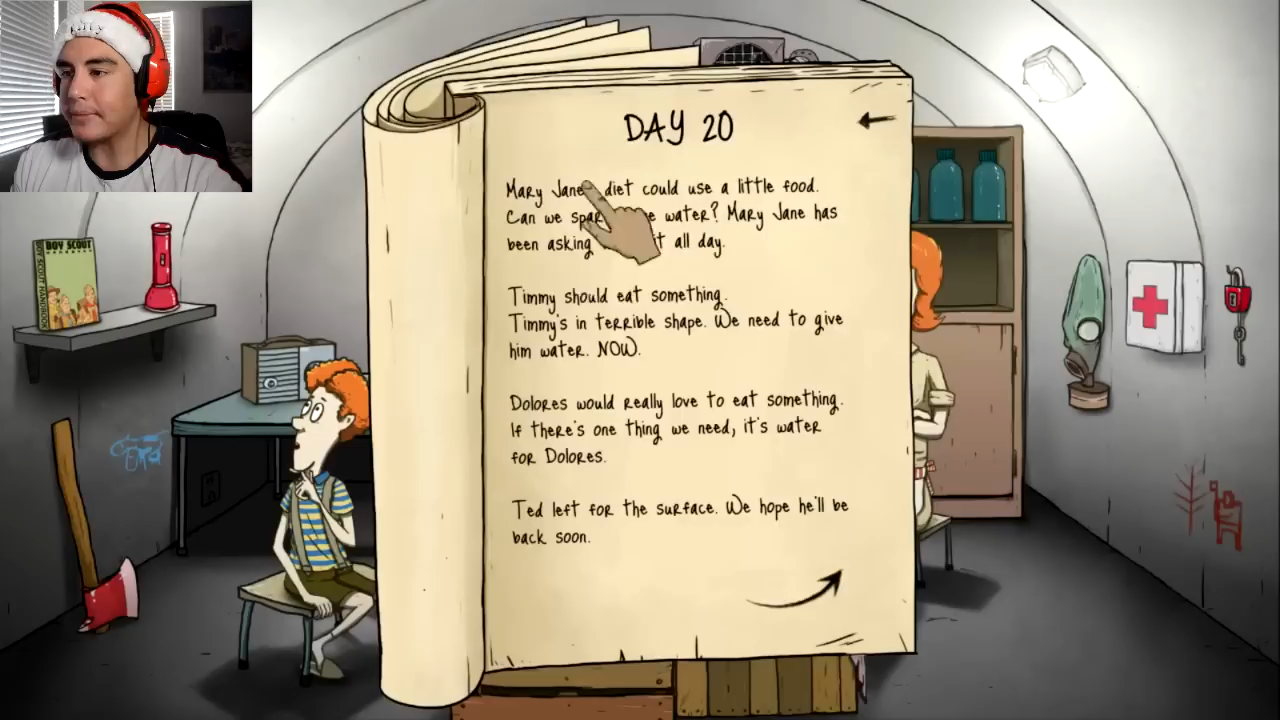 DAY 20
Mary Jane diet could use a little food.
Can we water? Mary Jane has
been asking all day.
Timmy should eat something.
Timmy's in terrible shape. We need to give
him water. NOW.
Dolores would really love to eat something.
If there's one thing we need, it's water
for Dolores.
Ted left for the surface. We hope he'll be
back soon.
BOY SCOUT
BOY SCOUT HANDBOOK